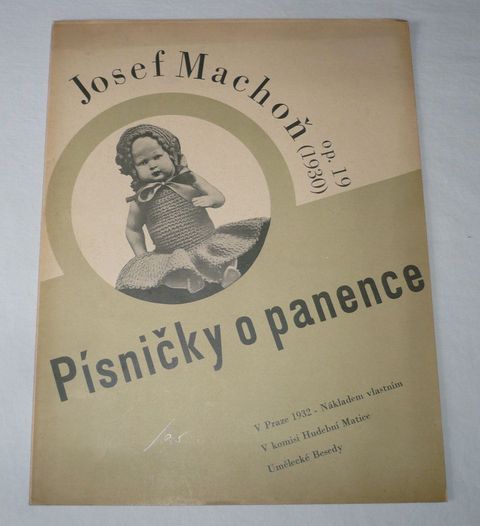 Josef Machoň
(1930)
op. 19
Písničky o panence
V Praze 1932 - Nákladem vlastním
V komisi Hudební Matice
Umělecké Besedy